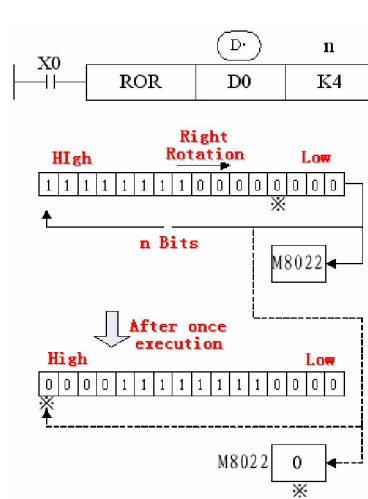 D·
n
X0
ROR D0 K4
Right
Rotation
HIgh Low
1 1 1 1 1 1 1 1 0 0 0 0 0 0 0 0
※
n Bits
M8022
After once
execution
High Low
0 0 0 0 1 1 1 1 1 1 1 1 0 0 0 0
※
M8022 0
※